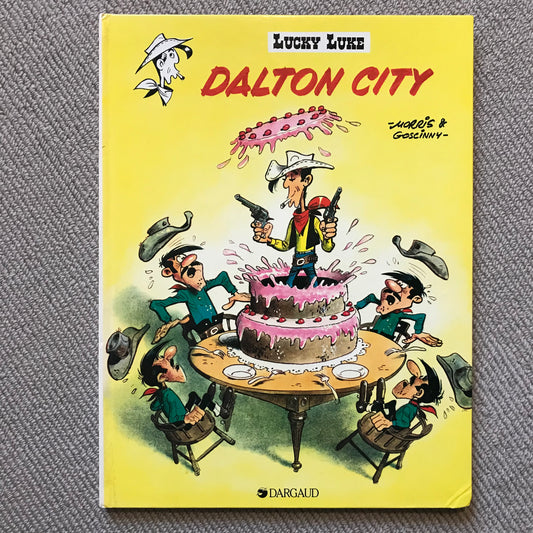 LUCKY LUKE
DALTON CITY
-MORRIS &
GOSCINNY-
DARGAUD